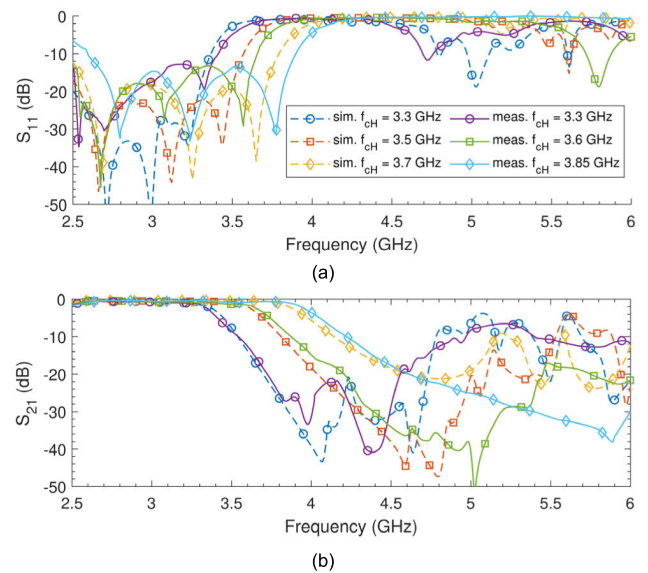 0
-10
-20
-30
-40
-50
S11 (dB)
sim. fcH = 3.3 GHz
meas. fcH = 3.3 GHz
sim. fcH = 3.5 GHz
meas. fcH = 3.6 GHz
sim. fcH = 3.7 GHz
meas. fcH = 3.85 GHz
2.5 3 3.5 4 4.5 5 5.5 6
Frequency (GHz)
(a)
0
-10
-20
-30
-40
-50
S21 (dB)
2.5 3 3.5 4 4.5 5 5.5 6
Frequency (GHz)
(b)